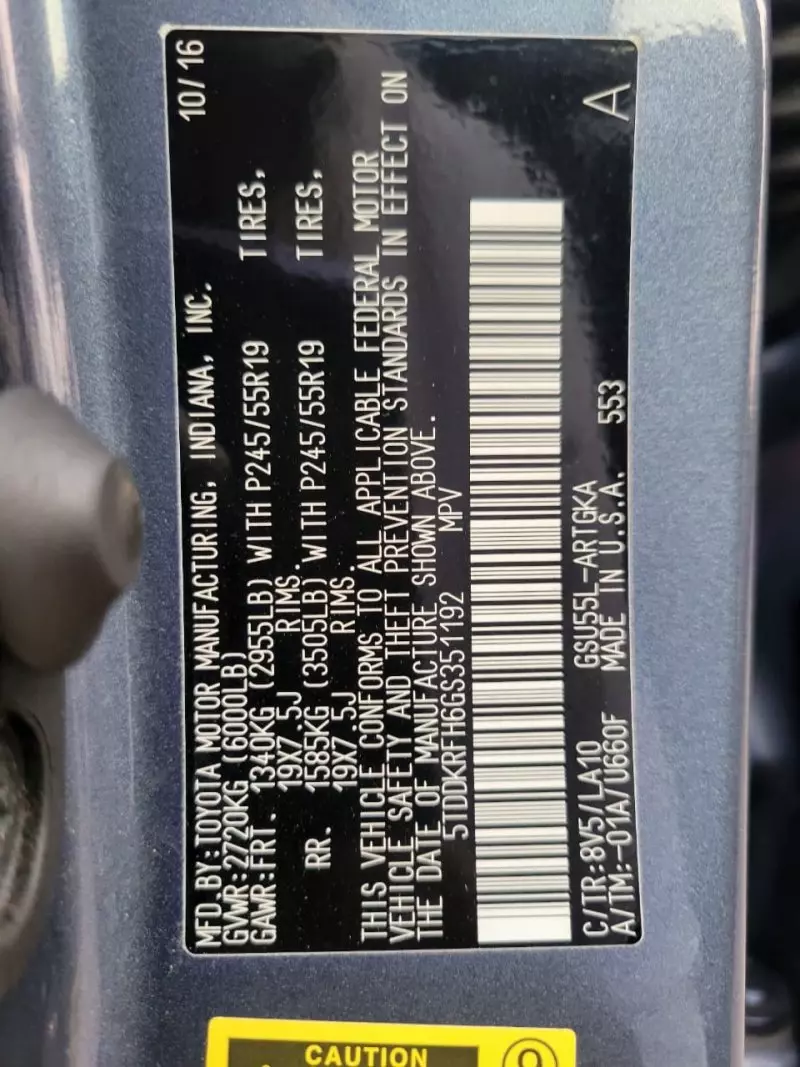 MFD.BY:TOYOTA MOTOR MANUFACTURING, INDIANA, INC. 10/16
GVWR:2720KG (6000LB)
GAWR:FRT. 1340KG (2955LB) WITH P245/55R19 TIRES,
19X7.5J RIMS.
RR. 1585KG (3505LB) WITH P245/55R19 TIRES,
19X7.5J RIMS.
THIS VEHICLE CONFORMS TO ALL APPLICABLE FEDERAL MOTOR
VEHICLE SAFETY AND THEFT PREVENTION STANDARDS IN EFFECT ON
THE DATE OF MANUFACTURE SHOWN ABOVE.
5TDDKRFH6GS351192 MPV
C/TR:8V5/LA10 GSU55L-ARTGKA
A/TM:-01A/U660F MADE IN U.S.A. 553 A
CAUTION